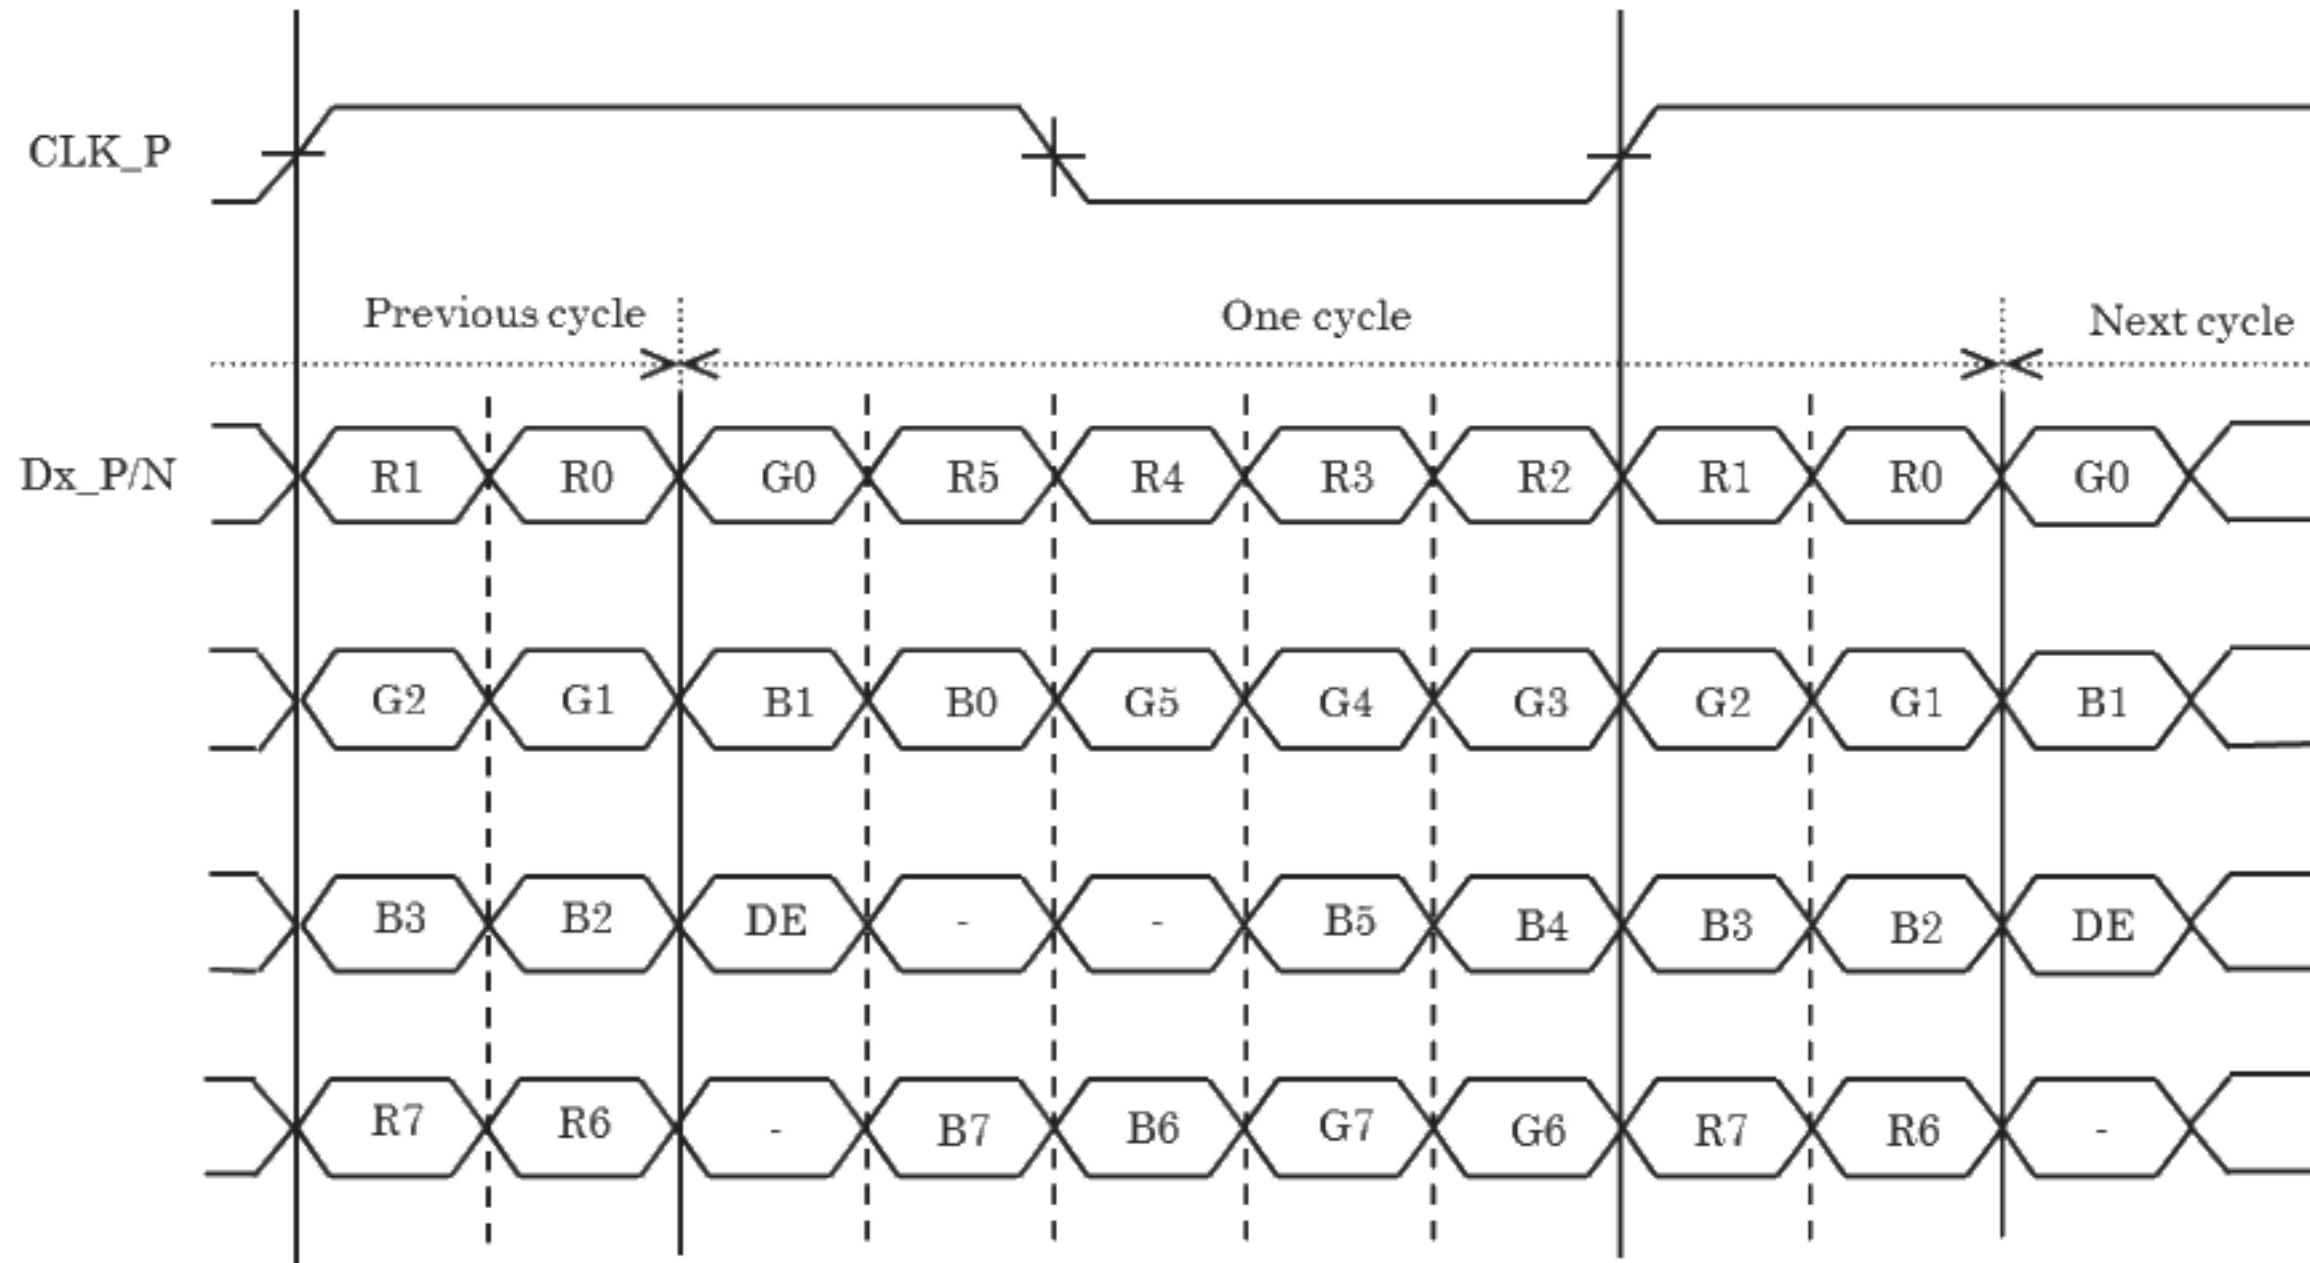 CLK_P
Previous cycle One cycle Next cycle
Dx_P/N R1 R0 G0 R5 R4 R3 R2 R1 R0 G0
G2 G1 B1 B0 G5 G4 G3 G2 G1 B1
B3 B2 DE - - B5 B4 B3 B2 DE
R7 R6 - B7 B6 G7 G6 R7 R6 -